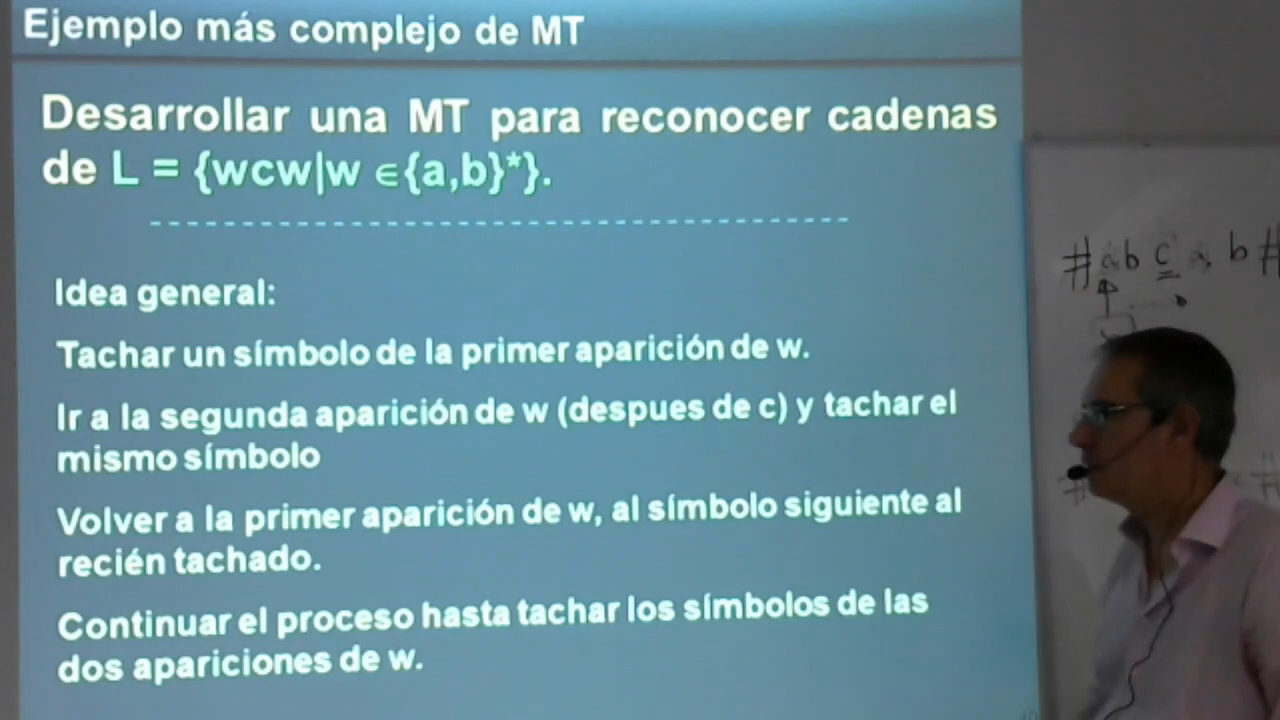 Ejemplo más complejo de MT
Desarrollar una MT para reconocer cadenas
de L = {wcw|w ∈{a,b}*}.
Idea general:
Tachar un símbolo de la primer aparición de w.
Ir a la segunda aparición de w (despues de c) y tachar el
mismo símbolo
Volver a la primer aparición de w, al símbolo siguiente al
recién tachado.
Continuar el proceso hasta tachar los símbolos de las
dos apariciones de w.
#abcab#